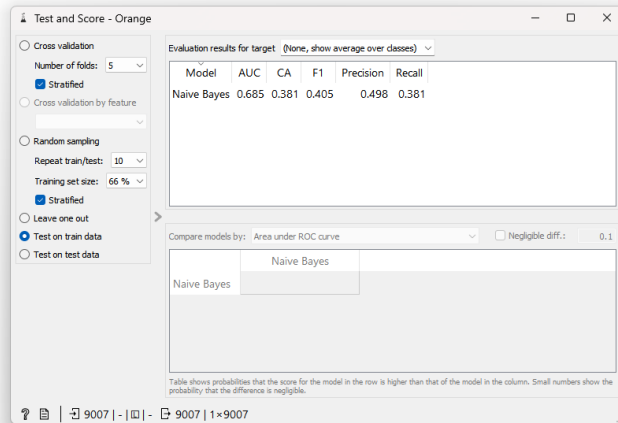 Test and Score - Orange
Cross validation
Number of folds: 5
Stratified
Cross validation by feature
Random sampling
Repeat train/test: 10
Training set size: 66 %
Stratified
Leave one out
Test on train data
Test on test data
Evaluation results for target (None, show average over classes)
Model AUC CA F1 Precision Recall
Naive Bayes 0.685 0.381 0.405 0.498 0.381
Compare models by: Area under ROC curve Negligible diff.: 0.1
Naive Bayes
Naive Bayes
Table shows probabilities that the score for the model in the row is higher than that of the model in the column. Small numbers show the
probability that the difference is negligible.
? 9007 | - | - 9007 | 1×9007